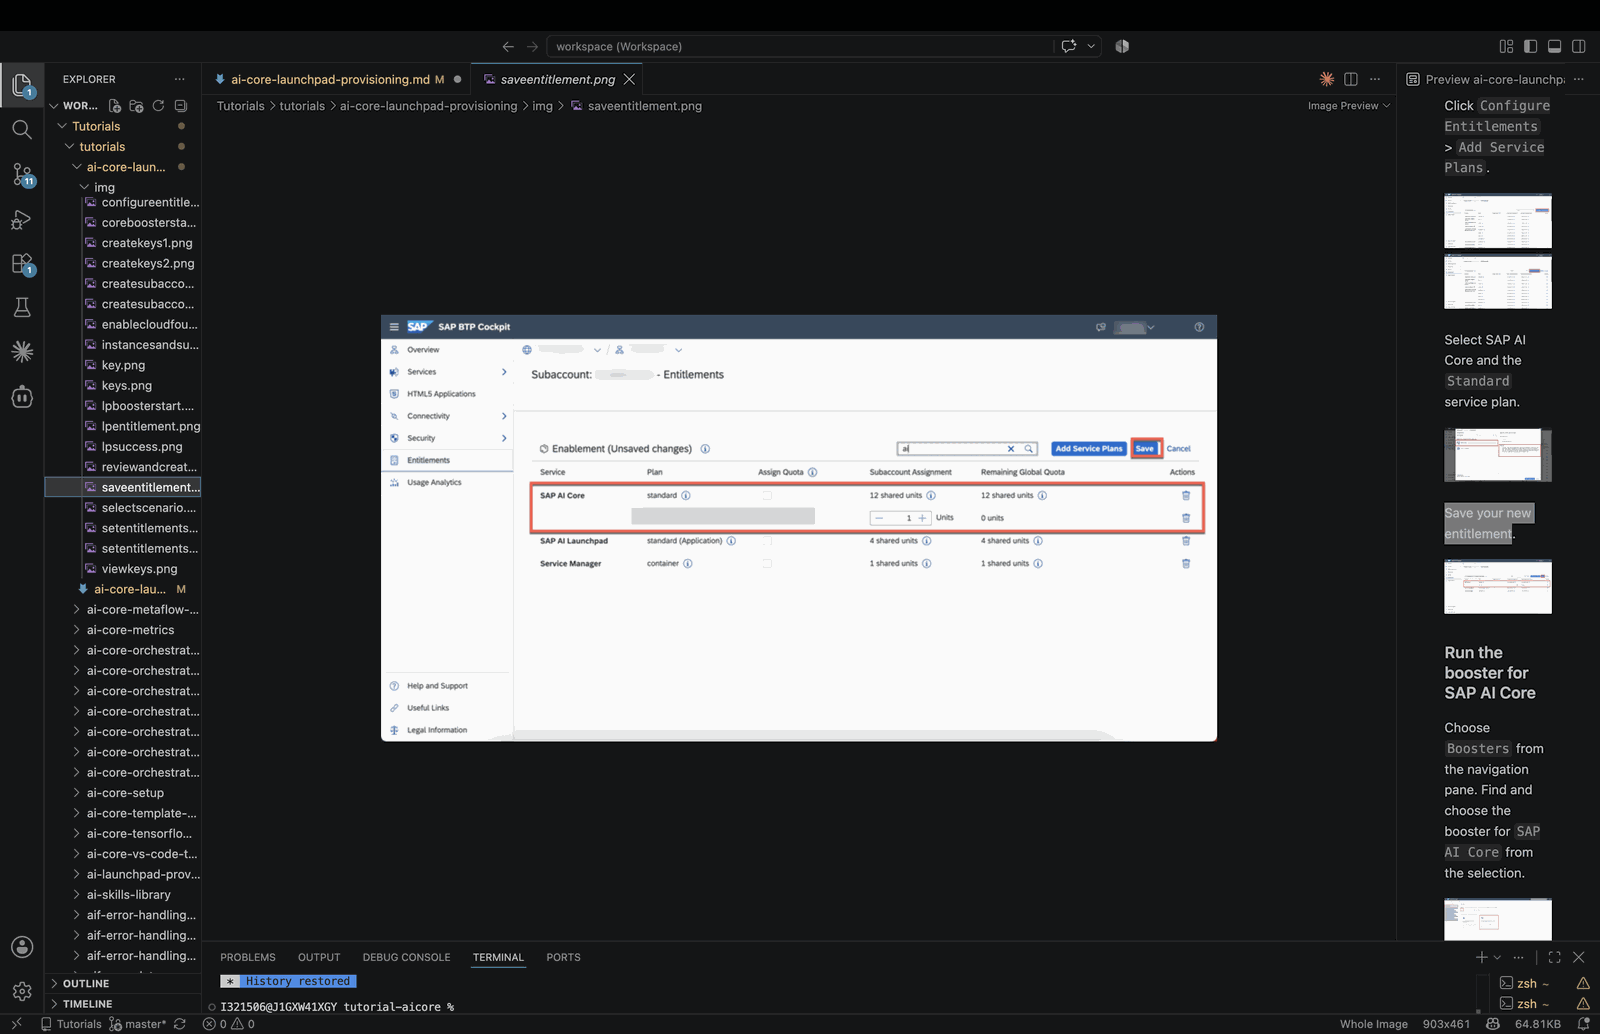 workspace (Workspace)
EXPLORER
ai-core-launchpad-provisioning.md M
saveentitlement.png
Preview ai-core-launchp
WOR...
Tutorials > tutorials > ai-core-launchpad-provisioning > img > saveentitlement.png
Image Preview
Tutorials
tutorials
ai-core-laun...
img
configureentitle...
coreboostersta...
createkeys1.png
createkeys2.png
createsubacco...
createsubacco...
enablecloudfou...
instancesandsu...
key.png
keys.png
lpboosterstart....
lpentitlement.png
lpsuccess.png
reviewandcreat...
saveentitlement...
selectscenario....
setentitlements...
setentitlements...
viewkeys.png
ai-core-lau... M
ai-core-metaflow-...
ai-core-metrics
ai-core-orchestrat...
ai-core-orchestrat...
ai-core-orchestrat...
ai-core-orchestrat...
ai-core-orchestrat...
ai-core-orchestrat...
ai-core-orchestrat...
ai-core-setup
ai-core-template-...
ai-core-tensorflo...
ai-core-vs-code-t...
ai-launchpad-prov...
ai-skills-library
aif-error-handling...
aif-error-handling...
aif-error-handling...
OUTLINE
TIMELINE
1
11
1
SAP SAP BTP Cockpit
Overview
Services
HTML5 Applications
Connectivity
Security
Entitlements
Usage Analytics
Help and Support
Useful Links
Legal Information
Subaccount: - Entitlements
Enablement (Unsaved changes)
ai
Add Service Plans
Save
Cancel
Service Plan Assign Quota Subaccount Assignment Remaining Global Quota Actions
SAP AI Core standard 12 shared units 12 shared units
1 Units 0 units
SAP AI Launchpad standard (Application) 4 shared units 4 shared units
Service Manager container 1 shared units 1 shared units
Click Configure
Entitlements
> Add Service
Plans.
Select SAP AI
Core and the
Standard
service plan.
Save your new
entitlement.
Run the
booster for
SAP AI Core
Choose
Boosters from
the navigation
pane. Find and
choose the
booster for SAP
AI Core from
the selection.
PROBLEMS OUTPUT DEBUG CONSOLE TERMINAL PORTS
* History restored
I321506@J1GXW41XGY tutorial-aicore %
zsh ~
zsh ~
Tutorials master* 0 0
Whole Image 903x461 64.81KB